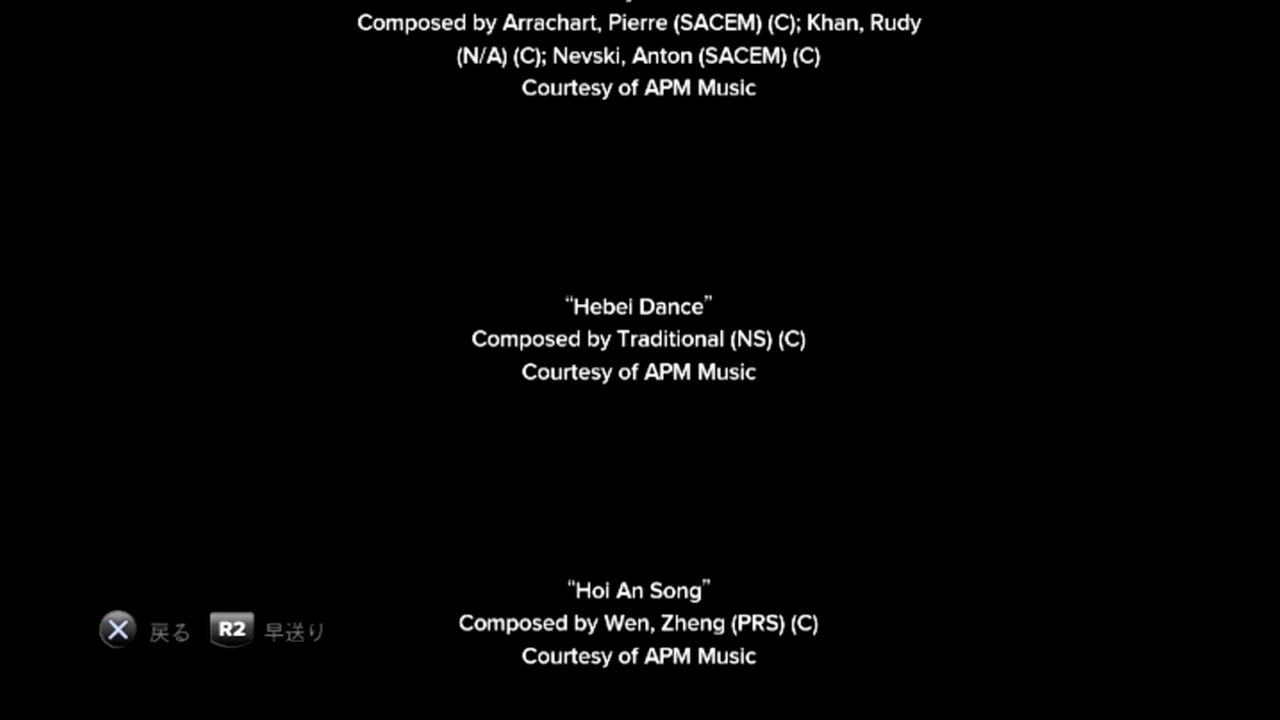 Composed by Arrachart, Pierre (SACEM) (C); Khan, Rudy
(N/A) (C); Nevski, Anton (SACEM) (C)
Courtesy of APM Music
“Hebei Dance”
Composed by Traditional (NS) (C)
Courtesy of APM Music
“Hoi An Song”
Composed by Wen, Zheng (PRS) (C)
Courtesy of APM Music
戻る R2 早送り